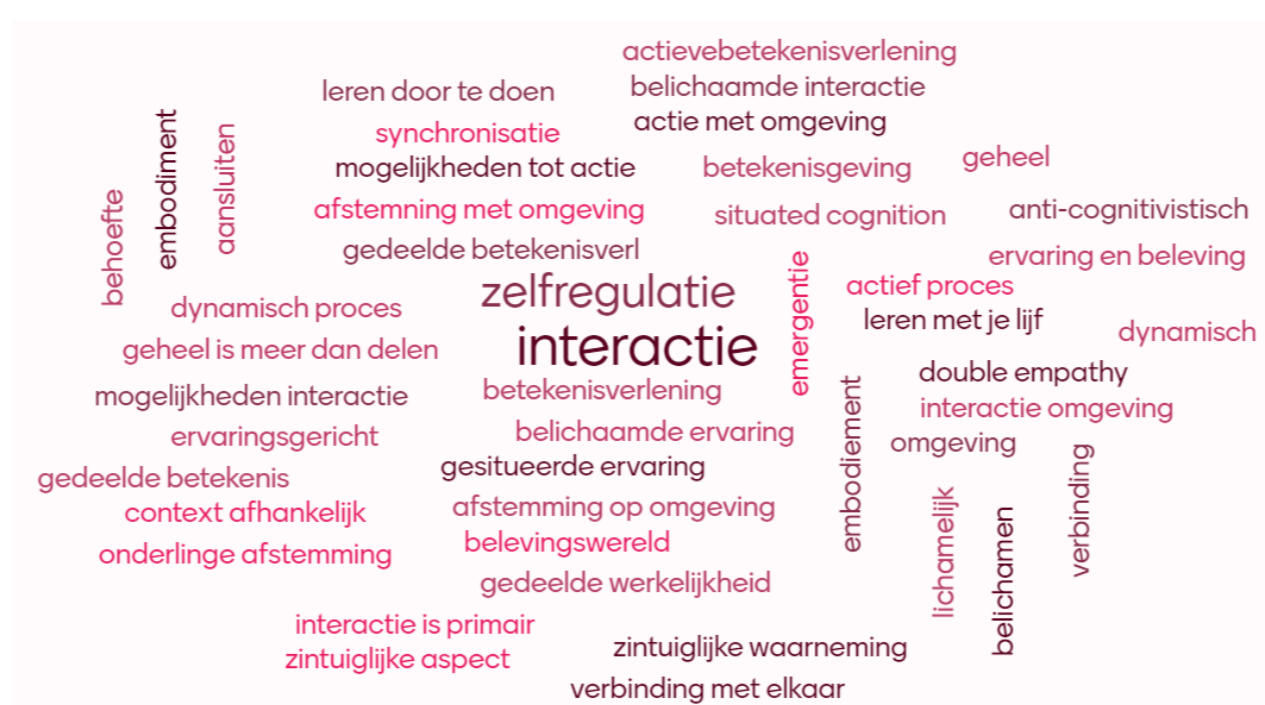 actievebetekenisverlening
leren door te doen
belichaamde interactie
synchronisatie
actie met omgeving
embodiment
aansluiten
mogelijkheden tot actie
betekenisgeving
geheel
behoefte
afstemning met omgeving
situated cognition
anti-cognitivistisch
gedeelde betekenisverl
ervaring en beleving
zelfregulatie
emergentie
actief proces
dynamisch proces
leren met je lijf
dynamisch
interactie
geheel is meer dan delen
double empathy
mogelijkheden interactie
betekenisverlening
interactie omgeving
ervaringsgericht
belichaamde ervaring
omgeving
embodiement
gesitueerde ervaring
gedeelde betekenis
verbinding
context afhankelijk
afstemming op omgeving
lichamelijk
belichamen
onderlinge afstemming
belevingswereld
gedeelde werkelijkheid
interactie is primair
zintuiglijke waarneming
zintuiglijke aspect
verbinding met elkaar